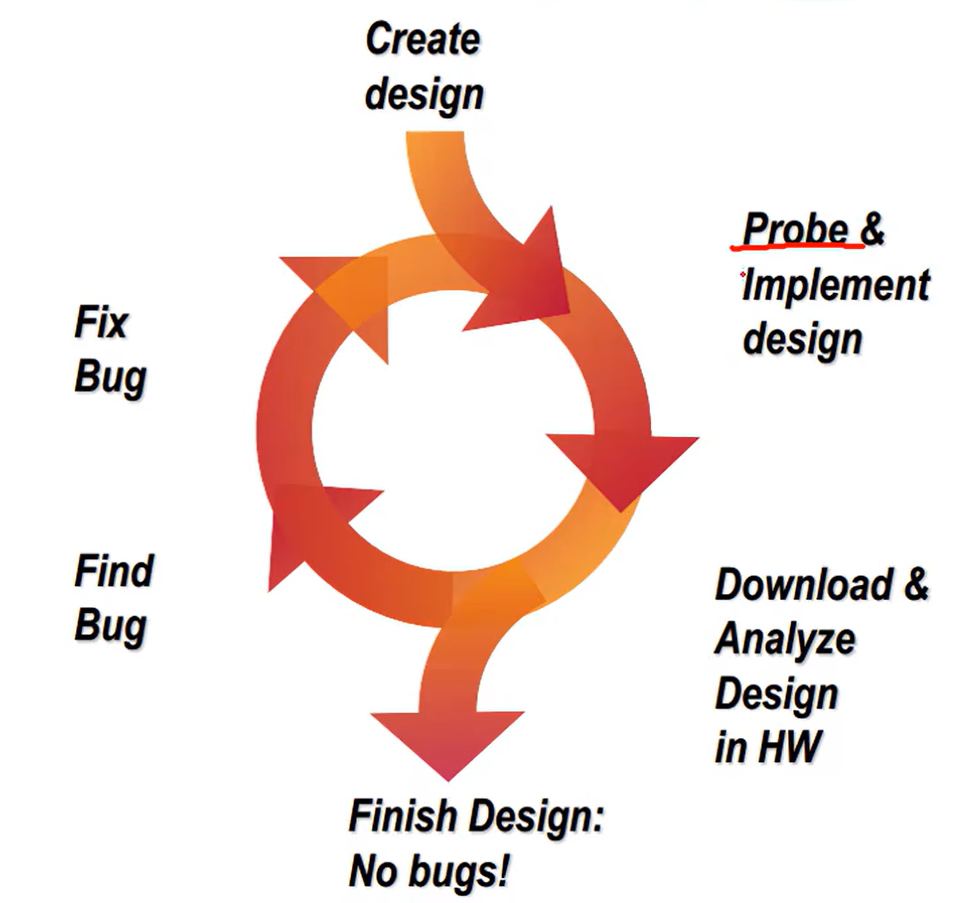 Create
design
Probe &
Implement
design
Download &
Analyze
Design
in HW
Finish Design:
No bugs!
Find
Bug
Fix
Bug